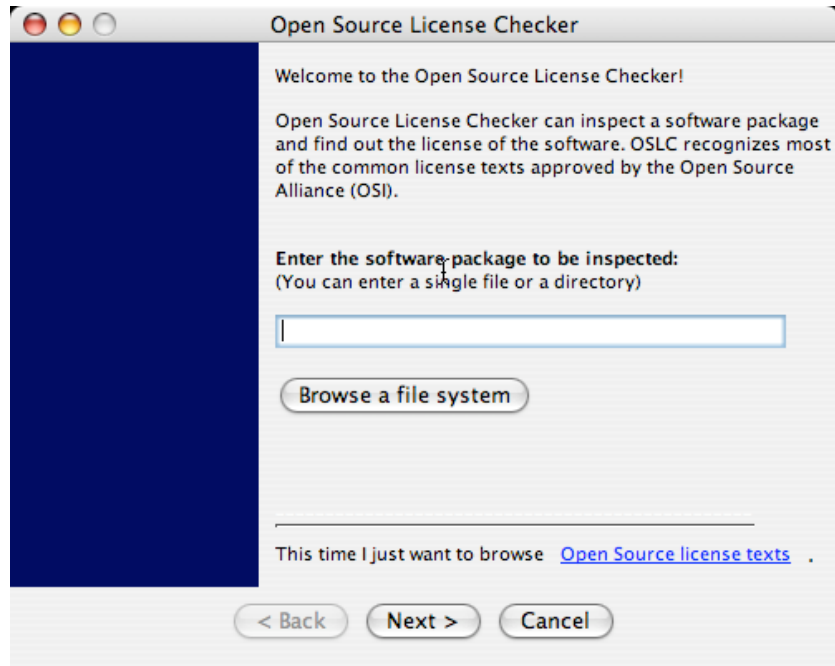 Open Source License Checker
Welcome to the Open Source License Checker!
Open Source License Checker can inspect a software package
and find out the license of the software. OSLC recognizes most
of the common license texts approved by the Open Source
Alliance (OSI).
Enter the software package to be inspected:
(You can enter a single file or a directory)
Browse a file system
This time I just want to browse Open Source license texts .
< Back Next > Cancel